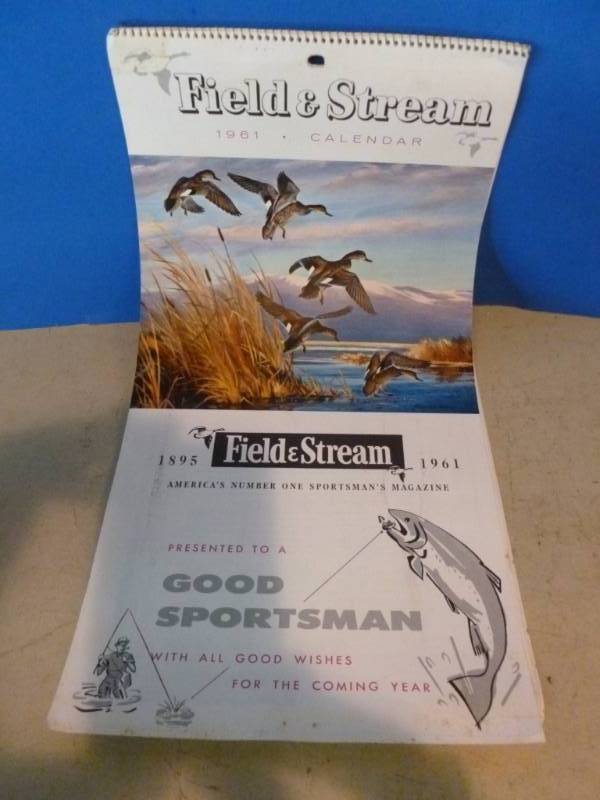 Field & Stream
1961 • CALENDAR
1895 Field & Stream 1961
AMERICA'S NUMBER ONE SPORTSMAN'S MAGAZINE
PRESENTED TO A
GOOD
SPORTSMAN
WITH ALL GOOD WISHES
FOR THE COMING YEAR